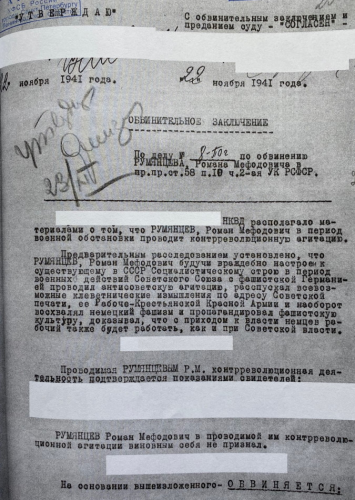 "УТВЕРЖДАЮ"
С обвинительным заключением и
преданием суду - "СОГЛАСЕН"
ноября 1941 года.
"22" ноября 1941 года.
ОБВИНИТЕЛЬНОЕ ЗАКЛЮЧЕНИЕ
По делу № по обвинению
РУМЯНЦЕВА, Романа Мефодовича в
пр.пр.ст.58 п.10 ч.2-ая УК РСФСР.
НКВД располагало ма-
териалами о том, что РУМЯНЦЕВ, Роман Мефодович в период
военной обстановки проводит контрреволюционную агитацию.
Предварительным расследованием установлено, что
РУМЯНЦЕВ, Роман Мефодович будучи враждебно настроен к
существующему в СССР Социалистическому строю в период
военных действий Советского Союза с фашистской Германи-
ей проводил антисоветскую агитацию, распускал всевоз-
можные клеветнические измышления по адресу Советской
печати, ее Рабоче-Крестьянской Красной Армии и наоборот
восхвалял немецкий фашизм и пропагандировал фашистскую
культуру, доказывал, что с приходом к власти немцев ра-
бочий также будет работать, как и при Советской власти.
Проводимая РУМЯНЦЕВЫМ Р.М. контрреволюционная дея-
тельность подтверждается показаниями свидетелей:
РУМЯНЦЕВ Роман Мефодович в проводимой им контрреволю-
ционной агитации виновным себя не признал.
На основании вышеизложенного - ОБВИНЯЕТСЯ: